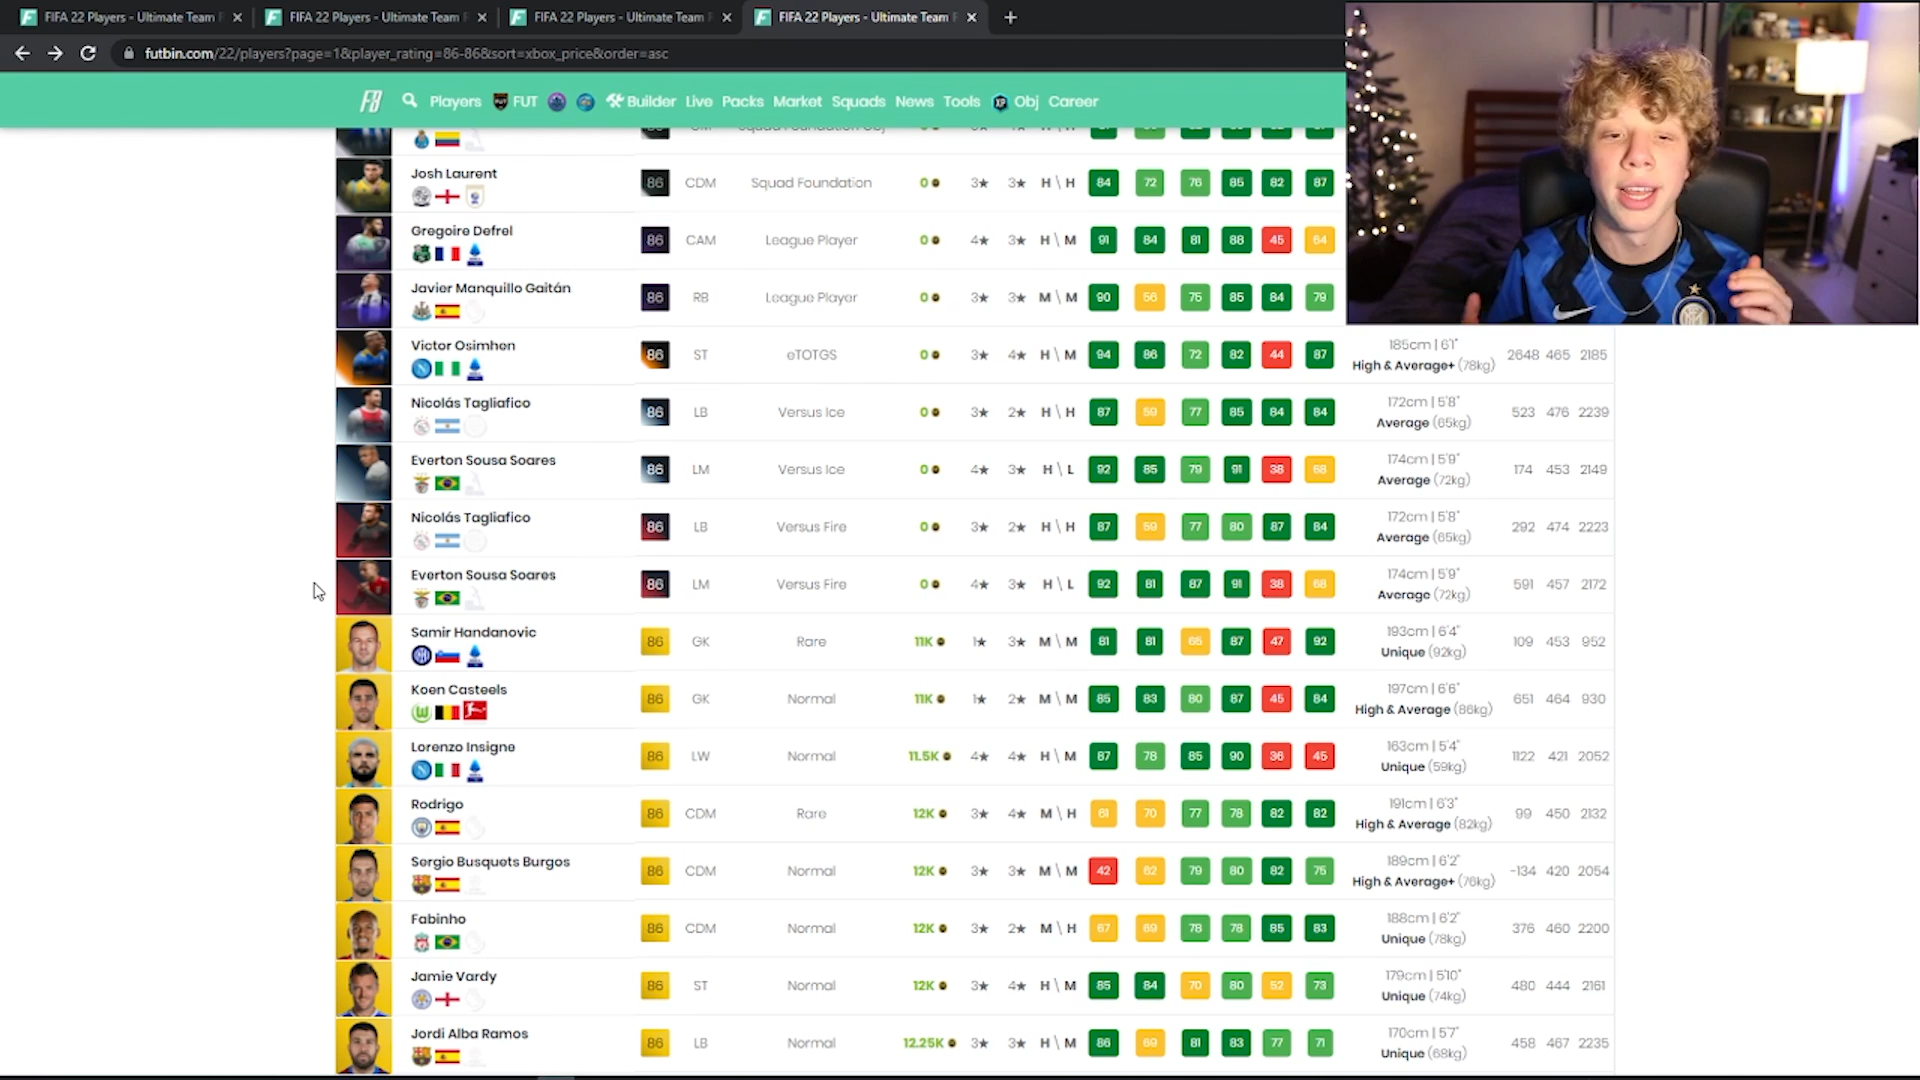 FIFA 22 Players - Ultimate Team FIFA 22 Players - Ultimate Team FIFA 22 Players - Ultimate Team FIFA 22 Players - Ultimate Team
futbin.com/22/players?page=1&player_rating=86-86&sort=xbox_price&order=asc
FB Players FUT Builder Live Packs Market Squads News Tools XP Obj Career
Josh Laurent 86 CDM Squad Foundation 0 3★ 3★ H \ H 84 72 76 85 82 87
Gregoire Defrel 86 CAM League Player 0 4★ 3★ H \ M 91 84 81 88 45 64
Javier Manquillo Gaitán 86 RB League Player 0 3★ 3★ M \ M 90 56 75 85 84 79
Victor Osimhen 86 ST eTOTGS 0 3★ 4★ H \ M 94 86 72 82 44 87 185cm | 6'1" 2648 465 2185
High & Average+ (78kg)
Nicolás Tagliafico 86 LB Versus Ice 0 3★ 2★ H \ H 87 59 77 85 84 84 172cm | 5'8" 523 476 2239
Average (65kg)
Everton Sousa Soares 86 LM Versus Ice 0 4★ 3★ H \ L 92 85 79 91 38 68 174cm | 5'9" 174 453 2149
Average (72kg)
Nicolás Tagliafico 86 LB Versus Fire 0 3★ 2★ H \ H 87 59 77 80 87 84 172cm | 5'8" 292 474 2223
Average (65kg)
Everton Sousa Soares 86 LM Versus Fire 0 4★ 3★ H \ L 92 81 87 91 38 68 174cm | 5'9" 591 457 2172
Average (72kg)
Samir Handanovic 86 GK Rare 11K 1★ 3★ M \ M 81 81 65 87 47 92 193cm | 6'4" 109 453 952
Unique (92kg)
Koen Casteels 86 GK Normal 11K 1★ 2★ M \ M 85 83 80 87 45 84 197cm | 6'6" 651 464 930
High & Average (86kg)
Lorenzo Insigne 86 LW Normal 11.5K 4★ 4★ H \ M 87 78 85 90 36 45 163cm | 5'4" 1122 421 2052
Unique (59kg)
Rodrigo 86 CDM Rare 12K 3★ 4★ M \ H 61 70 77 78 82 82 191cm | 6'3" 99 450 2132
High & Average (82kg)
Sergio Busquets Burgos 86 CDM Normal 12K 3★ 3★ M \ M 42 62 79 80 82 75 189cm | 6'2" -134 420 2054
High & Average+ (76kg)
Fabinho 86 CDM Normal 12K 3★ 2★ M \ H 67 69 78 78 85 83 188cm | 6'2" 376 460 2200
Unique (78kg)
Jamie Vardy 86 ST Normal 12K 3★ 4★ H \ M 85 84 70 80 52 73 179cm | 5'10" 480 444 2161
Unique (74kg)
Jordi Alba Ramos 86 LB Normal 12.25K 3★ 3★ H \ M 86 69 81 83 77 71 170cm | 5'7" 458 467 2235
Unique (68kg)